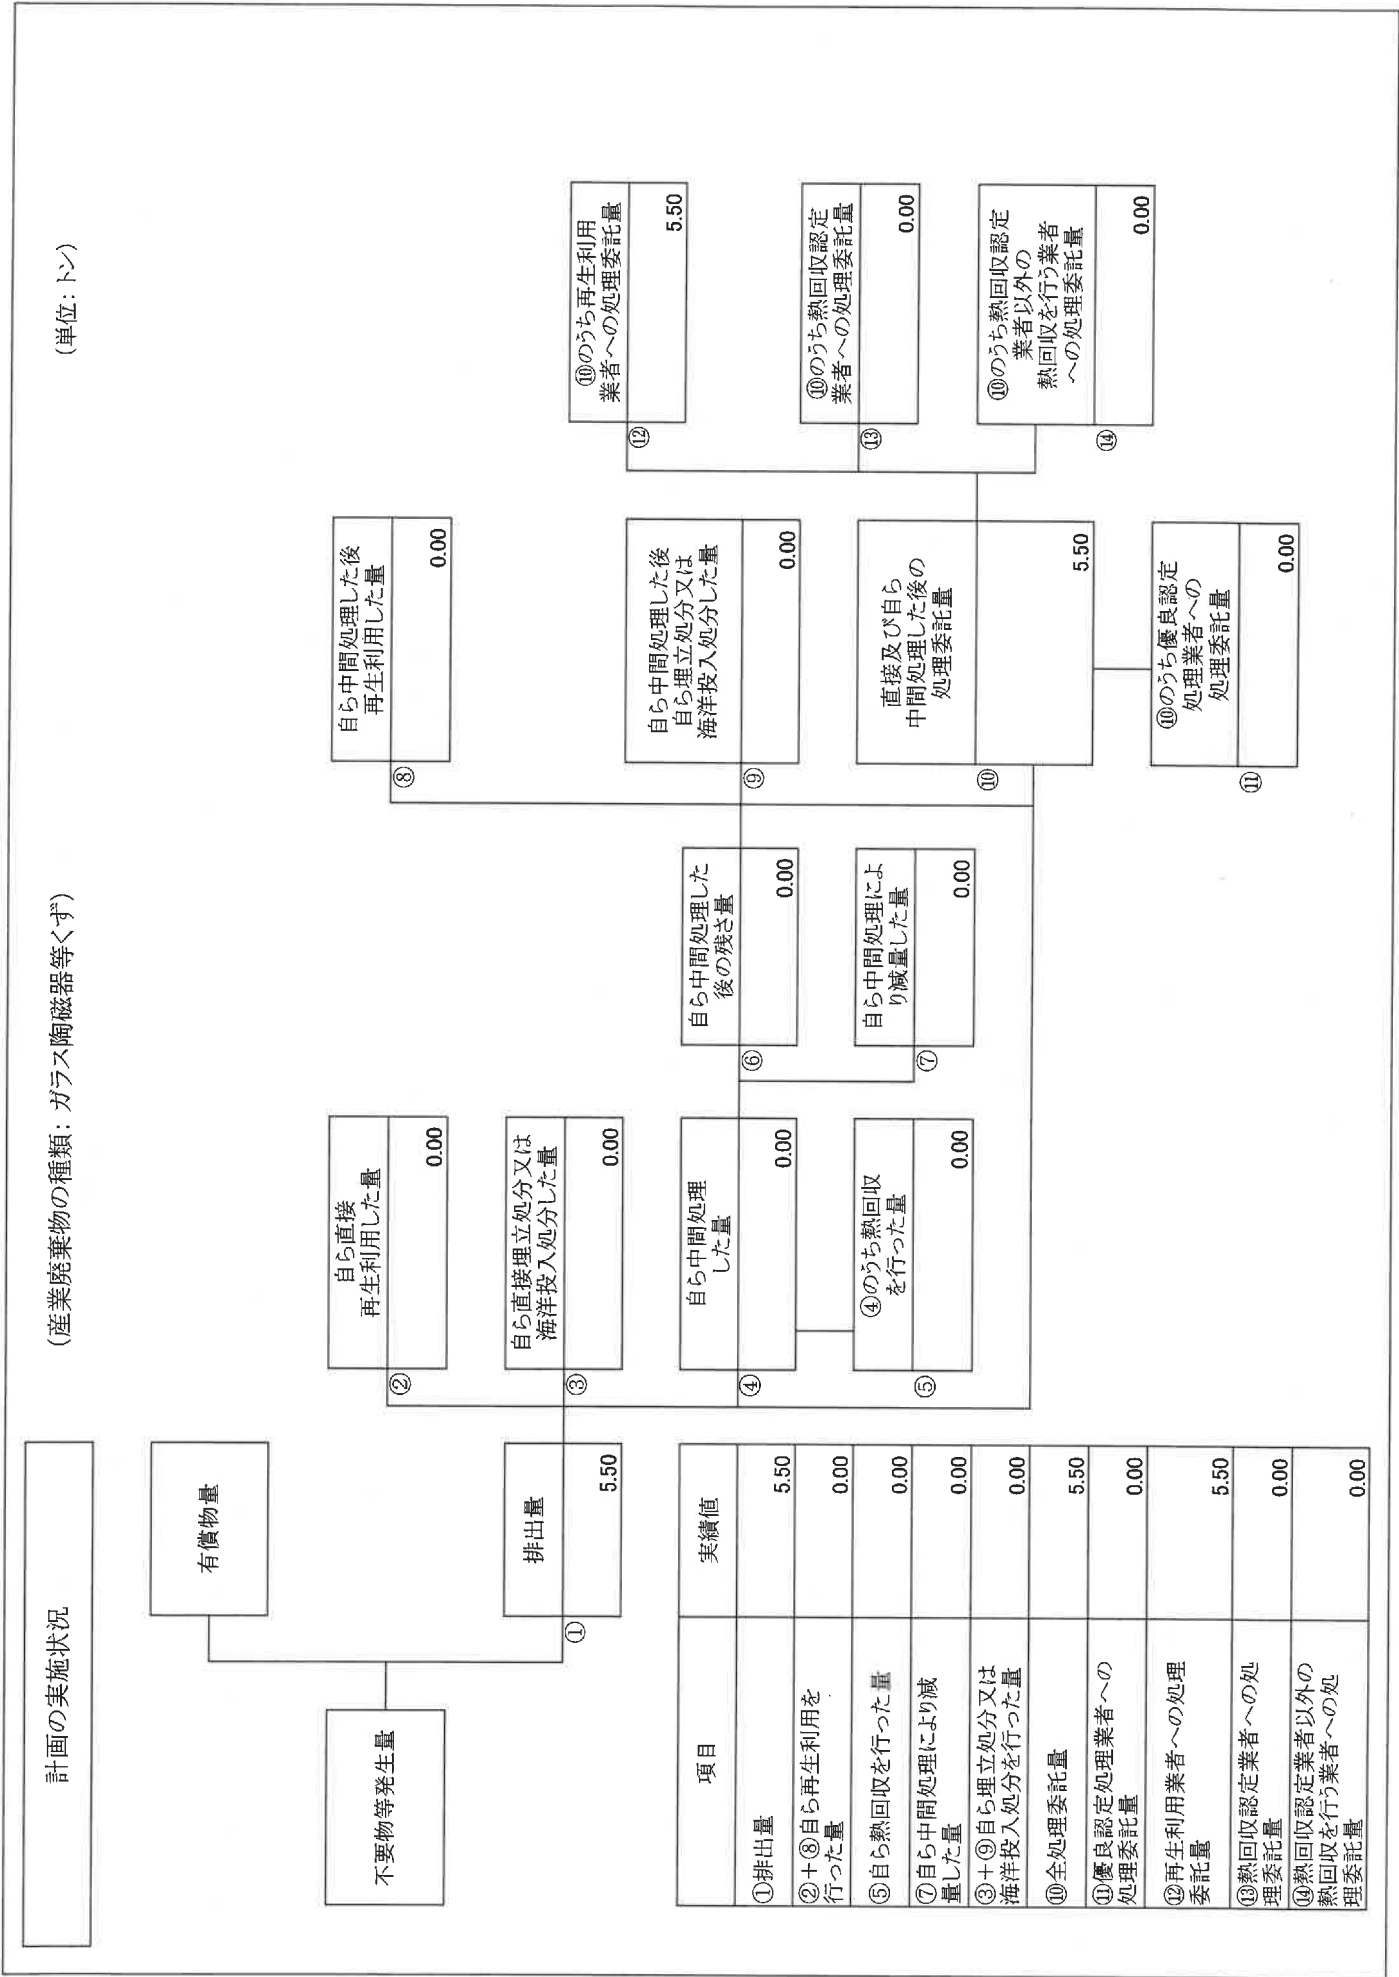 計画の実施状況
(産業廃棄物の種類: ガラス陶磁器等くず)
(単位: トン)
不要物等発生量
有償物量
①
排出量
5.50
②
自ら直接
再生利用した量
0.00
③
自ら直接埋立処分又は
海洋投入処分した量
0.00
④
自ら中間処理
した量
0.00
⑤
④のうち熱回収
を行った量
0.00
⑥
自ら中間処理した
後の残さ量
0.00
⑦
自ら中間処理によ
り減量した量
0.00
⑧
自ら中間処理した後
再生利用した量
0.00
⑨
自ら中間処理した後
自ら埋立処分又は
海洋投入処分した量
0.00
⑩
直接及び自ら
中間処理した後の
処理委託量
5.50
⑪
⑩のうち優良認定
処理業者への
処理委託量
0.00
⑫
⑩のうち再生利用
業者への処理委託量
5.50
⑬
⑩のうち熱回収認定
業者への処理委託量
0.00
⑭
⑩のうち熱回収認定
業者以外の
熱回収を行う業者
への処理委託量
0.00
項目 実績値
①排出量 5.50
②+⑧自ら再生利用を
行った量 0.00
⑤自ら熱回収を行った量 0.00
⑦自ら中間処理により減
量した量 0.00
③+⑨自ら埋立処分又は
海洋投入処分を行った量 0.00
⑩全処理委託量 5.50
⑪優良認定処理業者への
処理委託量 0.00
⑫再生利用業者への処理
委託量 5.50
⑬熱回収認定業者への処
理委託量 0.00
⑭熱回収認定業者以外の
熱回収を行う業者への処
理委託量 0.00